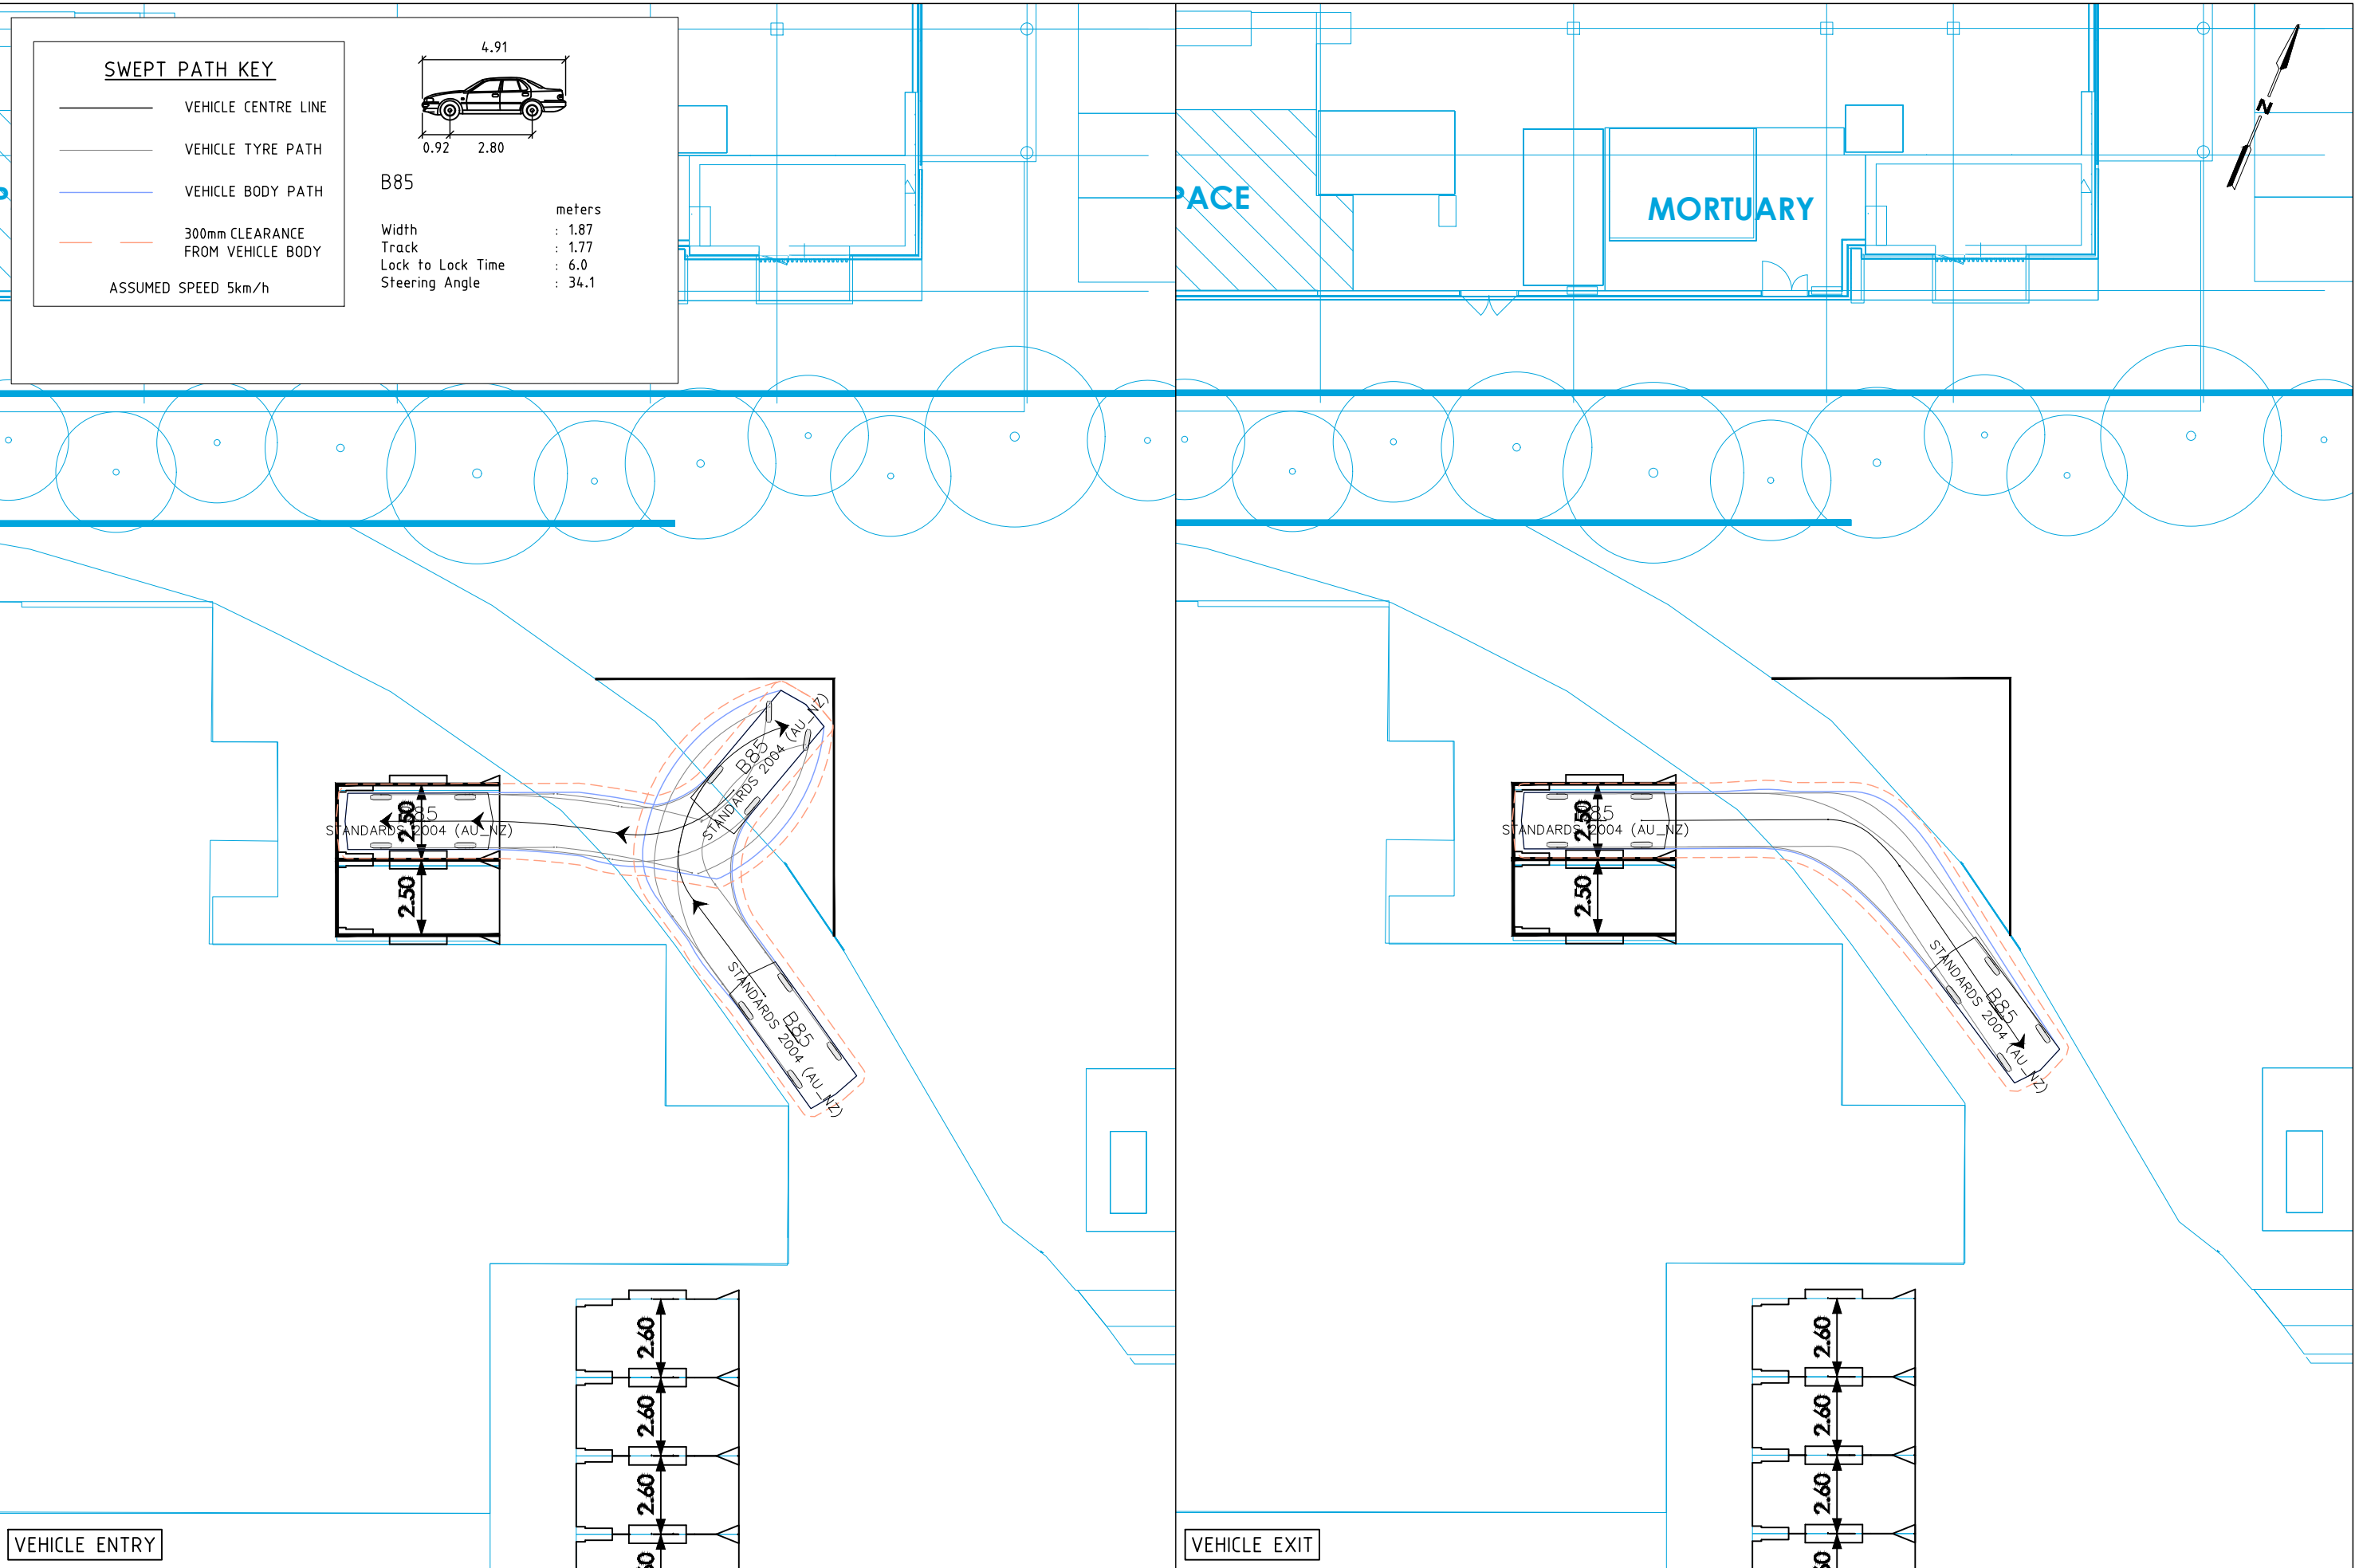 SWEPT PATH KEY
VEHICLE CENTRE LINE
VEHICLE TYRE PATH
VEHICLE BODY PATH
300mm CLEARANCE
FROM VEHICLE BODY
ASSUMED SPEED 5km/h
4.91
0.92 2.80
B85
meters
Width : 1.87
Track : 1.77
Lock to Lock Time : 6.0
Steering Angle : 34.1
PACE
MORTUARY
N
B85
STANDARDS 2004 (AU_NZ)
2.50
STANDARDS 2004 (AU_NZ)
2.50
B85
STANDARDS 2004 (AU_NZ)
2.60
2.60
2.60
VEHICLE ENTRY
2.50
STANDARDS 2004 (AU_NZ)
2.50
B85
STANDARDS 2004 (AU_NZ)
2.60
2.60
2.60
VEHICLE EXIT